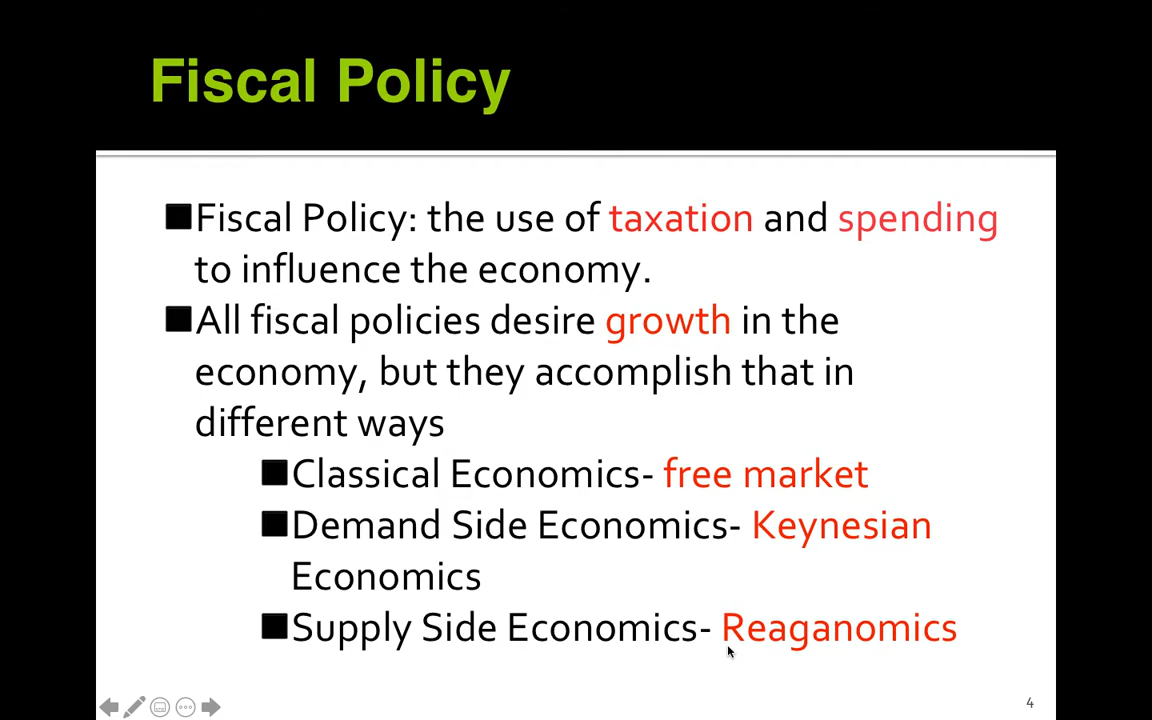 Fiscal Policy
Fiscal Policy: the use of taxation and spending
to influence the economy.
All fiscal policies desire growth in the
economy, but they accomplish that in
different ways
Classical Economics- free market
Demand Side Economics- Keynesian
Economics
Supply Side Economics- Reaganomics
4